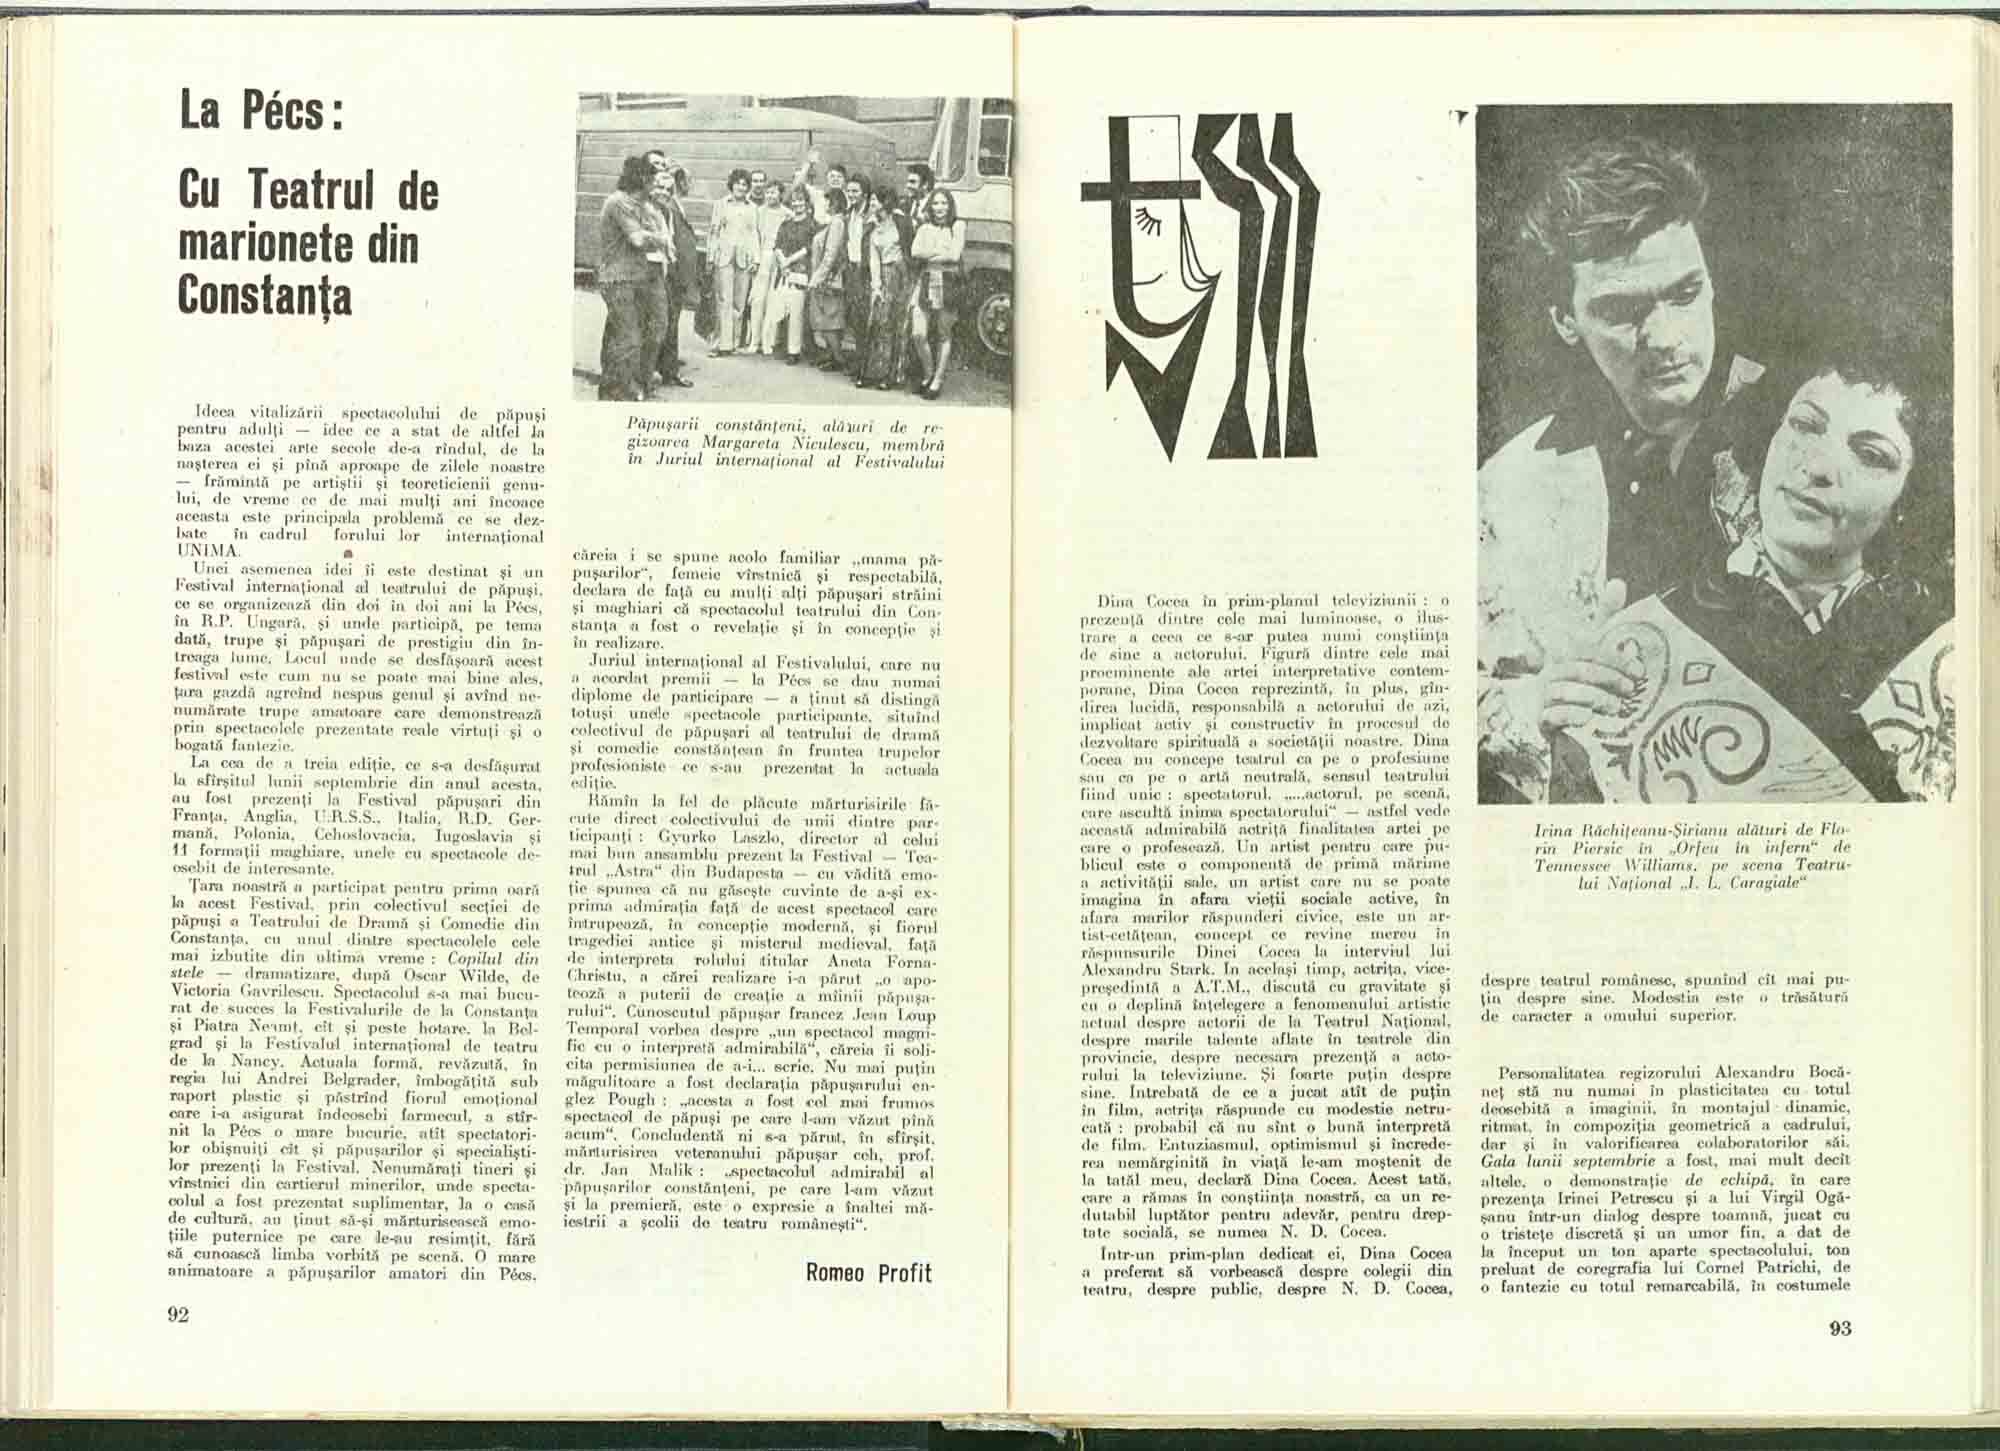 La Pécs :
Cu Teatrul de
marionete din
Constanța
Ideea vitalizării spectacolului de păpuși
pentru adulți — idee ce a stat de altfel la
baza acestei arte secole de-a rîndul, de la
nașterea ei și pînă aproape de zilele noastre
— frămîntă pe artiștii și teoreticienii genu-
lui, de vreme ce de mai mulți ani încoace
aceasta este principala problemă ce se dez-
bate în cadrul forului lor internațional
UNIMA.
Unei asemenea idei îi este destinat și un
Festival internațional al teatrului de păpuși,
ce se organizează din doi în doi ani la Pécs,
în R.P. Ungară, și unde participă, pe tema
dată, trupe și păpușari de prestigiu din în-
treaga lume. Locul unde se desfășoară acest
festival este cum nu se poate mai bine ales,
țara gazdă agreînd nespus genul și avînd ne-
numărate trupe amatoare care demonstrează
prin spectacolele prezentate reale virtuți și o
bogată fantezie.
La cea de a treia ediție, ce s-a desfășurat
la sfîrșitul lunii septembrie din anul acesta,
au fost prezenți la Festival păpușari din
Franța, Anglia, U.R.S.S., Italia, R.D. Ger-
mană, Polonia, Cehoslovacia, Iugoslavia și
11 formații maghiare, unele cu spectacole de-
osebit de interesante.
Țara noastră a participat pentru prima oară
la acest Festival, prin colectivul secției de
păpuși a Teatrului de Dramă și Comedie din
Constanța, cu unul dintre spectacolele cele
mai izbutite din ultima vreme : Copilul din
stele — dramatizare, după Oscar Wilde, de
Victoria Gavrilescu. Spectacolul s-a mai bucu-
rat de succes la Festivalurile de la Constanța
și Piatra Neamț, cît și peste hotare, la Bel-
grad și la Festivalul internațional de teatru
de la Nancy. Actuala formă, revăzută, în
regia lui Andrei Belgrader, îmbogățită sub
raport plastic și păstrînd fiorul emoțional
care i-a asigurat îndeosebi farmecul, a stîr-
nit la Pécs o mare bucurie, atît spectatori-
lor obișnuiți cît și păpușarilor și specialiști-
lor prezenți la Festival. Nenumărați tineri și
vîrstnici din cartierul minerilor, unde specta-
colul a fost prezentat suplimentar, la o casă
de cultură, au ținut să-și mărturisească emo-
țiile puternice pe care le-au resimțit, fără
să cunoască limba vorbită pe scenă. O mare
animatoare a păpușarilor amatori din Pécs,
92
Păpușarii constănțeni, alături de re-
gizoarea Margareta Niculescu, membră
în Juriul internațional al Festivalului
căreia i se spune acolo familiar „mama pă-
pușarilor“, femeie vîrstnică și respectabilă,
declara de față cu mulți alți păpușari străini
și maghiari că spectacolul teatrului din Con-
stanța a fost o revelație și în concepție și
în realizare.
Juriul internațional al Festivalului, care nu
a acordat premii — la Pécs se dau numai
diplome de participare — a ținut să distingă
totuși unele spectacole participante, situînd
colectivul de păpușari al teatrului de dramă
și comedie constănțean în fruntea trupelor
profesioniste ce s-au prezentat la actuala
ediție.
Rămîn la fel de plăcute mărturisirile fă-
cute direct colectivului de unii dintre par-
ticipanți : Gyurko Laszlo, director al celui
mai bun ansamblu prezent la Festival — Tea-
trul „Astra“ din Budapesta — cu vădită emo-
ție spunea că nu găsește cuvinte de a-și ex-
prima admirația față de acest spectacol care
întrupează, în concepție modernă, și fiorul
tragediei antice și misterul medieval, față
de interpreta rolului titular Aneta Forna-
Christu, a cărei realizare i-a părut „o apo-
teoză a puterii de creație a mîinii păpușa-
rului“. Cunoscutul păpușar francez Jean Loup
Temporal vorbea despre „un spectacol magni-
fic cu o interpretă admirabilă“, căreia îi soli-
cita permisiunea de a-i... scrie. Nu mai puțin
măgulitoare a fost declarația păpușarului en-
glez Pough : „acesta a fost cel mai frumos
spectacol de păpuși pe care l-am văzut pînă
acum“. Concludentă ni s-a părut, în sfîrșit,
mărturisirea veteranului păpușar ceh, prof.
dr. Jan Malik : „spectacolul admirabil al
păpușarilor constănțeni, pe care l-am văzut
și la premieră, este o expresie a înaltei mă-
iestrii a școlii de teatru românești“.
Romeo Profit
Dina Cocea în prim-planul televiziunii : o
prezență dintre cele mai luminoase, o ilus-
trare a ceea ce s-ar putea numi conștiința
de sine a actorului. Figură dintre cele mai
proeminente ale artei interpretative contem-
porane, Dina Cocea reprezintă, în plus, gîn-
direa lucidă, responsabilă a actorului de azi,
implicat activ și constructiv în procesul de
dezvoltare spirituală a societății noastre. Dina
Cocea nu concepe teatrul ca pe o profesiune
sau ca pe o artă neutrală, sensul teatrului
fiind unic : spectatorul. „...actorul, pe scenă,
care ascultă inima spectatorului“ — astfel vede
această admirabilă actriță finalitatea artei pe
care o profesează. Un artist pentru care pu-
blicul este o componentă de primă mărime
a activității sale, un artist care nu se poate
imagina în afara vieții sociale active, în
afara marilor răspunderi civice, este un ar-
tist-cetățean, concept ce revine mereu în
răspunsurile Dinei Cocea la interviul lui
Alexandru Stark. În același timp, actrița, vice-
președintă a A.T.M., discută cu gravitate și
cu o deplină înțelegere a fenomenului artistic
actual despre actorii de la Teatrul Național,
despre marile talente aflate în teatrele din
provincie, despre necesara prezență a acto-
rului la televiziune. Și foarte puțin despre
sine. Întrebată de ce a jucat atît de puțin
în film, actrița răspunde cu modestie netru-
cată : probabil că nu sînt o bună interpretă
de film. Entuziasmul, optimismul și încrede-
rea nemărginită în viață le-am moștenit de
la tatăl meu, declară Dina Cocea. Acest tată,
care a rămas în conștiința noastră, ca un re-
dutabil luptător pentru adevăr, pentru drep-
tate socială, se numea N. D. Cocea.
Într-un prim-plan dedicat ei, Dina Cocea
a preferat să vorbească despre colegii din
teatru, despre public, despre N. D. Cocea,
Irina Răchițeanu-Șirianu alături de Flo-
rin Piersic în „Orfeu în infern“ de
Tennessee Williams, pe scena Teatru-
lui Național „I. L. Caragiale“
despre teatrul românesc, spunînd cît mai pu-
țin despre sine. Modestia este o trăsătură
de caracter a omului superior.
Personalitatea regizorului Alexandru Bocă-
neț stă nu numai în plasticitatea cu totul
deosebită a imaginii, în montajul dinamic,
ritmat, în compoziția geometrică a cadrului,
dar și în valorificarea colaboratorilor săi.
Gala lunii septembrie a fost, mai mult decît
altele, o demonstrație de echipă, în care
prezența Irinei Petrescu și a lui Virgil Ogă-
șanu într-un dialog despre toamnă, jucat cu
o tristețe discretă și un umor fin, a dat de
la început un ton aparte spectacolului, ton
preluat de coregrafia lui Cornel Patrichi, de
o fantezie cu totul remarcabilă, în costumele
93